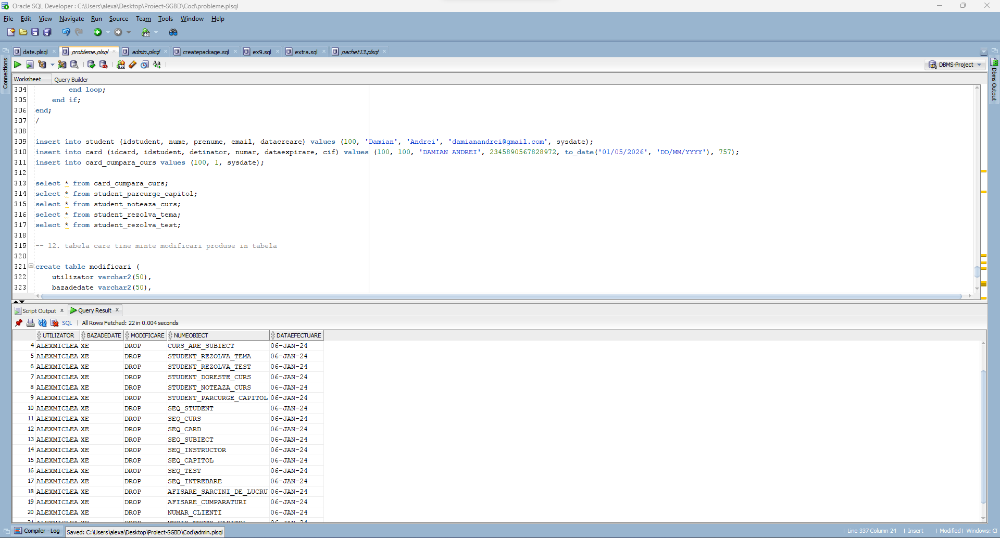 Oracle SQL Developer : C:\Users\alexa\Desktop\Proiect-SGBD\Cod\probleme.plsql
File Edit View Navigate Run Source Team Tools Window Help
date.plsql probleme.plsql admin.plsql createpackage.sql ex9.sql extra.sql pachet13.plsql
Connections
Dbms Output
DBMS-Project
Worksheet Query Builder
304 end loop;
305 end if;
306 end;
307 /
308
309 insert into student (idstudent, nume, prenume, email, datacreare) values (100, 'Damian', 'Andrei', 'damianandrei@gmail.com', sysdate);
310 insert into card (idcard, idstudent, detinator, numar, dataexpirare, cif) values (100, 100, 'DAMIAN ANDREI', 2345890567828972, to_date('01/05/2026', 'DD/MM/YYYY'), 757);
311 insert into card_cumpara_curs values (100, 1, sysdate);
312
313 select * from card_cumpara_curs;
314 select * from student_parcurge_capitol;
315 select * from student_noteaza_curs;
316 select * from student_rezolva_tema;
317 select * from student_rezolva_test;
318
319 -- 12. tabela care tine minte modificari produse in tabela
320
321 create table modificari (
322 utilizator varchar2(50),
323 bazadedate varchar2(50),
Script Output x Query Result x
SQL | All Rows Fetched: 22 in 0.004 seconds
UTILIZATOR BAZADEDATE MODIFICARE NUMEOBIECT DATAEFECTUARE
4 ALEXMICLEA XE DROP CURS_ARE_SUBIECT 06-JAN-24
5 ALEXMICLEA XE DROP STUDENT_REZOLVA_TEMA 06-JAN-24
6 ALEXMICLEA XE DROP STUDENT_REZOLVA_TEST 06-JAN-24
7 ALEXMICLEA XE DROP STUDENT_DORESTE_CURS 06-JAN-24
8 ALEXMICLEA XE DROP STUDENT_NOTEAZA_CURS 06-JAN-24
9 ALEXMICLEA XE DROP STUDENT_PARCURGE_CAPITOL 06-JAN-24
10 ALEXMICLEA XE DROP SEQ_STUDENT 06-JAN-24
11 ALEXMICLEA XE DROP SEQ_CURS 06-JAN-24
12 ALEXMICLEA XE DROP SEQ_CARD 06-JAN-24
13 ALEXMICLEA XE DROP SEQ_SUBIECT 06-JAN-24
14 ALEXMICLEA XE DROP SEQ_INSTRUCTOR 06-JAN-24
15 ALEXMICLEA XE DROP SEQ_CAPITOL 06-JAN-24
16 ALEXMICLEA XE DROP SEQ_TEST 06-JAN-24
17 ALEXMICLEA XE DROP SEQ_INTREBARE 06-JAN-24
18 ALEXMICLEA XE DROP AFISARE_SARCINI_DE_LUCRU 06-JAN-24
19 ALEXMICLEA XE DROP AFISARE_CUMPARATURI 06-JAN-24
20 ALEXMICLEA XE DROP NUMAR_CLIENTI 06-JAN-24
21 ALEXMICLEA XE DROP MEDIE_TESTE_CAPITOL 06-JAN-24
Compiler - Log Saved: C:\Users\alexa\Desktop\Proiect-SGBD\Cod\admin.plsql
| Line 337 Column 24 | Insert | Modified | Windows: CF